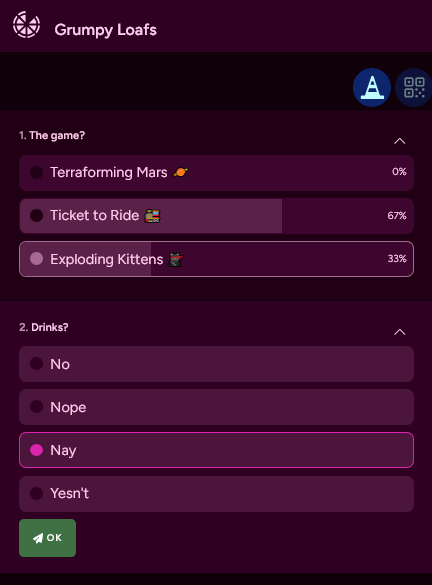 Grumpy Loafs
1. The game?
Terraforming Mars 🪐 0%
Ticket to Ride 🚂 67%
Exploding Kittens 33%
2. Drinks?
No
Nope
Nay
Yesn't
OK